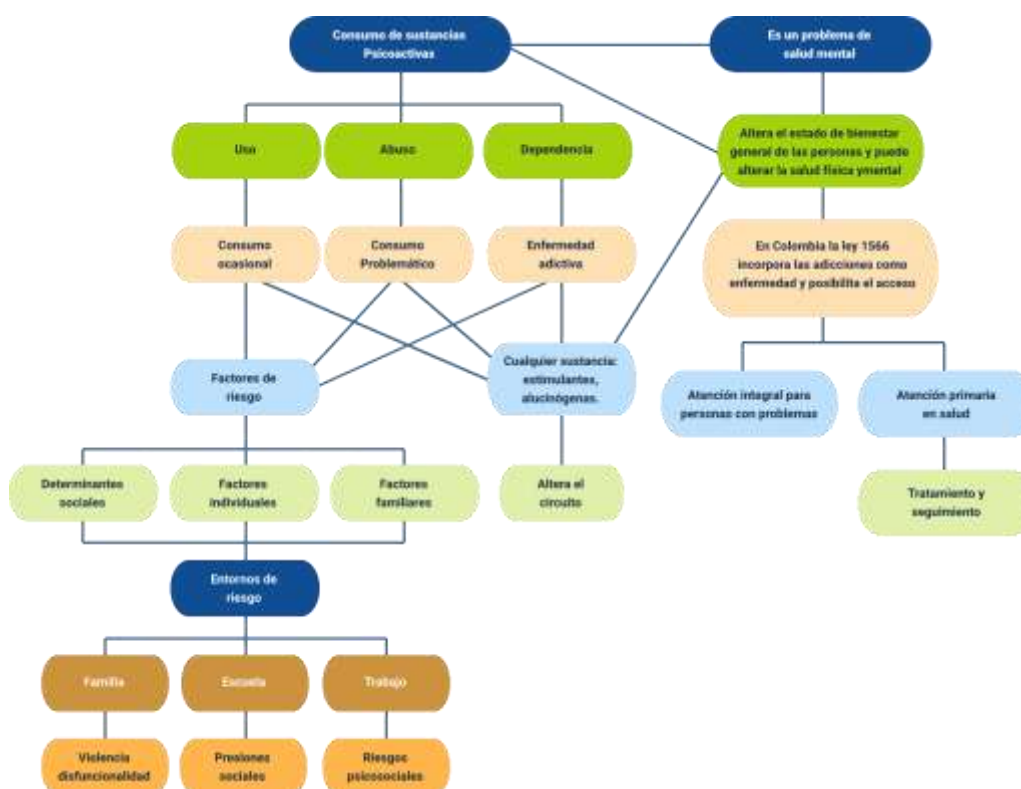 Consumo de sustancias
Psicoactivas
Es un problema de
salud mental
Uso
Abuso
Dependencia
Altera el estado de bienestar
general de las personas y puede
alterar la salud física ymental
Consumo
ocasional
Consumo
Problemático
Enfermedad
adictiva
En Colombia la ley 1566
incorpora las adicciones como
enfermedad y posibilita el acceso
Factores de
riesgo
Cualquier sustancia:
estimulantes,
alucinógenas.
Atención integral para
personas con problemas
Atención primaria
en salud
Determinantes
sociales
Factores
individuales
Factores
familiares
Altera el
circuito
Tratamiento y
seguimiento
Entornos de
riesgo
Familia
Escuela
Trabajo
Violencia
disfuncionalidad
Presiones
sociales
Riesgos
psicosociales